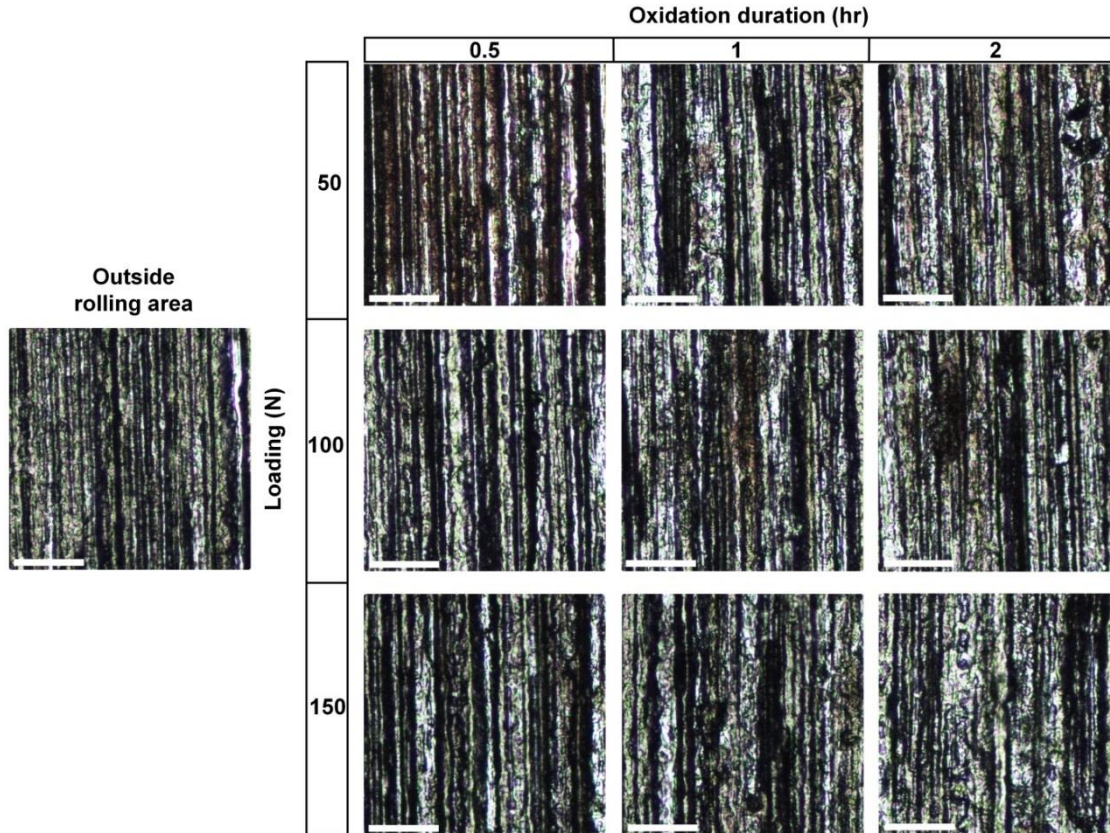 Oxidation duration (hr)
0.5 1 2
50
Outside
rolling area
Loading (N)
100
150